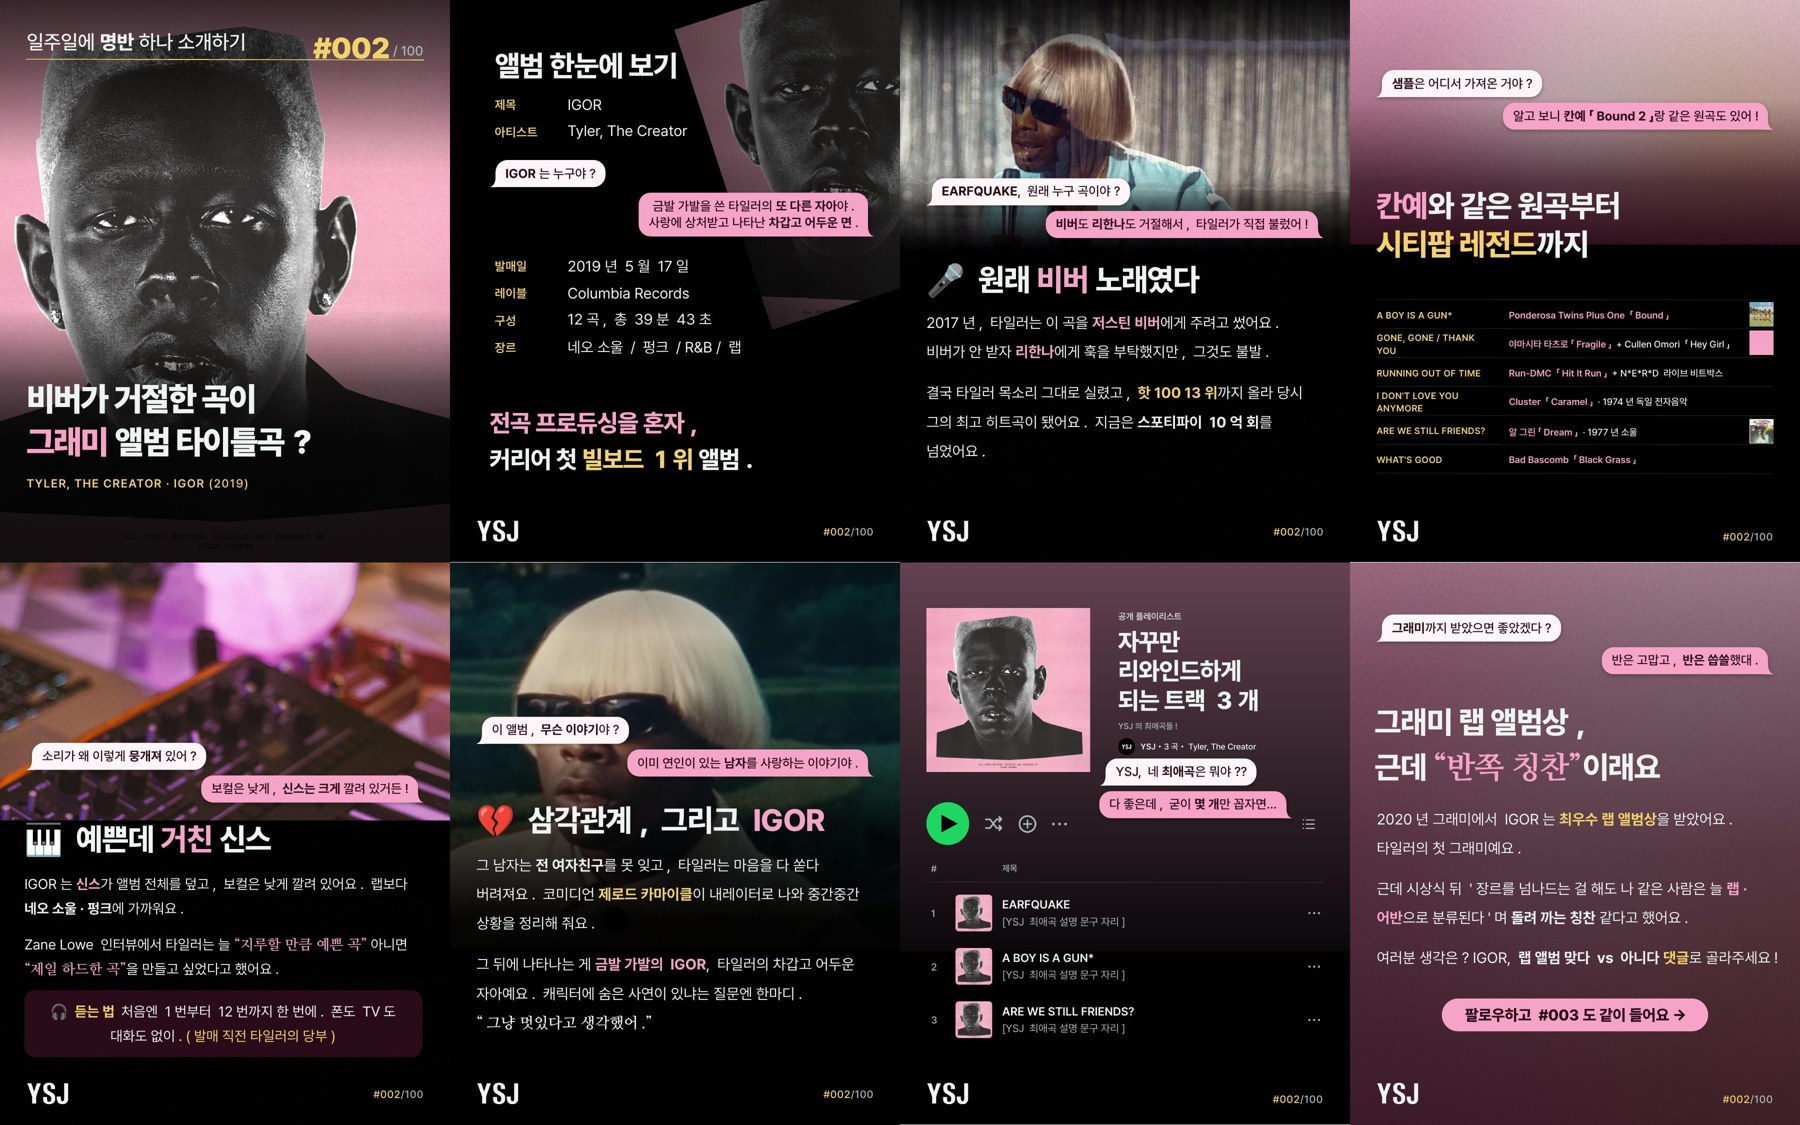 일주일에 명반 하나 소개하기
#002 / 100
비버가 거절한 곡이
그래미 앨범 타이틀곡 ?
TYLER, THE CREATOR · IGOR (2019)
앨범 한눈에 보기
제목 IGOR
아티스트 Tyler, The Creator
IGOR 는 누구야 ?
금발 가발을 쓴 타일러의 또 다른 자아야 .
사랑에 상처받고 나타난 차갑고 어두운 면 .
발매일 2019 년 5 월 17 일
레이블 Columbia Records
구성 12 곡 , 총 39 분 43 초
장르 네오 소울 / 펑크 / R&B / 랩
전곡 프로듀싱을 혼자 ,
커리어 첫 빌보드 1 위 앨범 .
YSJ
#002/100
EARFQUAKE, 원래 누구 곡이야 ?
비버도 리한나도 거절해서 , 타일러가 직접 불렀어 !
🎤 원래 비버 노래였다
2017 년 , 타일러는 이 곡을 저스틴 비버에게 주려고 썼어요 .
비버가 안 받자 리한나에게 훅을 부탁했지만 , 그것도 불발 .
결국 타일러 목소리 그대로 실렸고 , 핫 100 13 위까지 올라 당시
그의 최고 히트곡이 됐어요 . 지금은 스포티파이 10 억 회를
넘었어요 .
YSJ
#002/100
샘플은 어디서 가져온 거야 ?
알고 보니 칸예 「 Bound 2 」랑 같은 원곡도 있어 !
칸예와 같은 원곡부터
시티팝 레전드까지
A BOY IS A GUN* Ponderosa Twins Plus One 「 Bound 」
GONE, GONE / THANK YOU 야마시타 타츠로 「 Fragile 」 + Cullen Omori 「 Hey Girl 」
RUNNING OUT OF TIME Run-DMC 「 Hit It Run 」 + N*E*R*D 라이브 비트박스
I DON'T LOVE YOU ANYMORE Cluster 「 Caramel 」 · 1974 년 독일 전자음악
ARE WE STILL FRIENDS? 알 그린 「 Dream 」 · 1977 년 소울
WHAT'S GOOD Bad Bascomb 「 Black Grass 」
YSJ
#002/100
소리가 왜 이렇게 뭉개져 있어 ?
보컬은 낮게 , 신스는 크게 깔려 있거든 !
🎹 예쁜데 거친 신스
IGOR 는 신스가 앨범 전체를 덮고 , 보컬은 낮게 깔려 있어요 . 랩보다
네오 소울 · 펑크에 가까워요 .
Zane Lowe 인터뷰에서 타일러는 늘 “지루할 만큼 예쁜 곡” 아니면
“제일 하드한 곡”을 만들고 싶었다고 했어요 .
🎧 듣는 법 처음엔 1 번부터 12 번까지 한 번에 . 폰도 TV 도
대화도 없이 . ( 발매 직전 타일러의 당부 )
YSJ
#002/100
이 앨범 , 무슨 이야기야 ?
이미 연인이 있는 남자를 사랑하는 이야기야 .
💔 삼각관계 , 그리고 IGOR
그 남자는 전 여자친구를 못 잊고 , 타일러는 마음을 다 쏟다
버려져요 . 코미디언 제로드 카마이클이 내레이터로 나와 중간중간
상황을 정리해 줘요 .
그 뒤에 나타나는 게 금발 가발의 IGOR, 타일러의 차갑고 어두운
자아예요 . 캐릭터에 숨은 사연이 있냐는 질문엔 한마디 .
“ 그냥 멋있다고 생각했어 .”
YSJ
#002/100
공개 플레이리스트
자꾸만
리와인드하게
되는 트랙 3 개
YSJ 의 최애곡들 !
YSJ YSJ • 3 곡 • Tyler, The Creator
YSJ, 네 최애곡은 뭐야 ??
다 좋은데 , 굳이 몇 개만 꼽자면...
# 제목
1 EARFQUAKE
[YSJ 최애곡 설명 문구 자리 ]
2 A BOY IS A GUN*
[YSJ 최애곡 설명 문구 자리 ]
3 ARE WE STILL FRIENDS?
[YSJ 최애곡 설명 문구 자리 ]
YSJ
#002/100
그래미까지 받았으면 좋았겠다 ?
반은 고맙고 , 반은 씁쓸했대 .
그래미 랩 앨범상 ,
근데 “반쪽 칭찬”이래요
2020 년 그래미에서 IGOR 는 최우수 랩 앨범상을 받았어요 .
타일러의 첫 그래미예요 .
근데 시상식 뒤 ' 장르를 넘나드는 걸 해도 나 같은 사람은 늘 랩 ·
어반으로 분류된다 ' 며 돌려 까는 칭찬 같다고 했어요 .
여러분 생각은 ? IGOR, 랩 앨범 맞다 vs 아니다 댓글로 골라주세요 !
팔로우하고 #003 도 같이 들어요 →
YSJ
#002/100